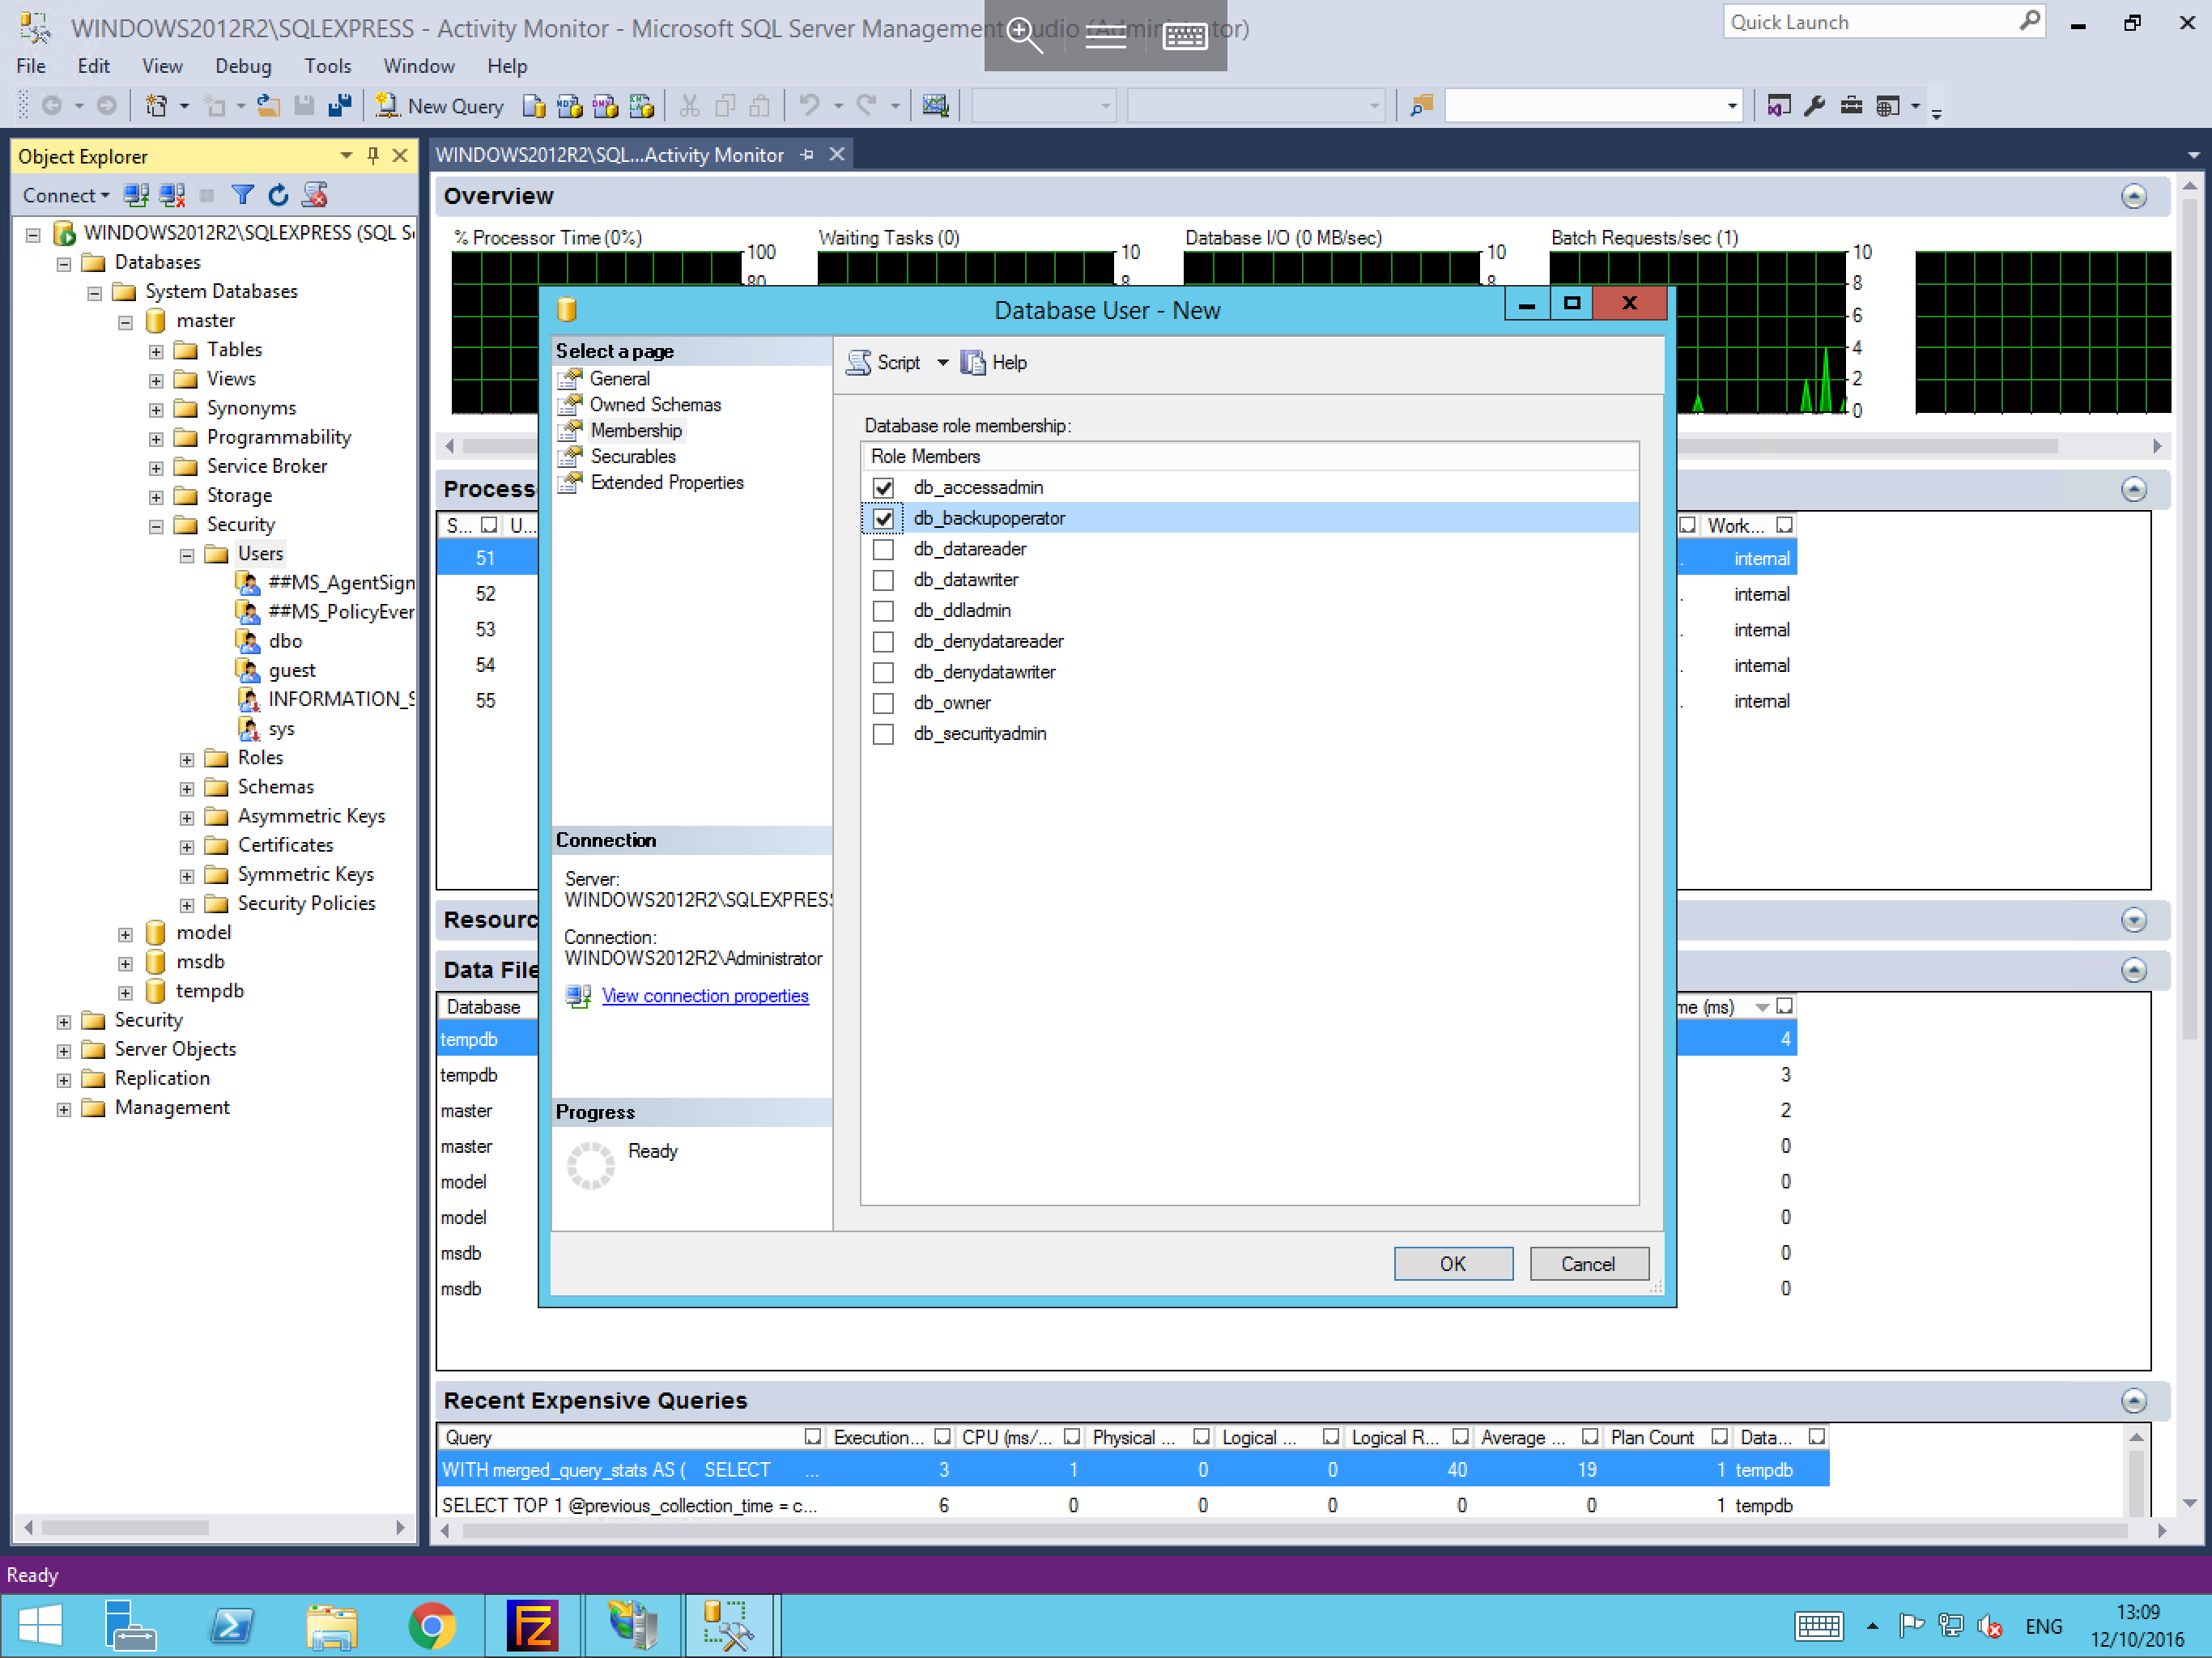 WINDOWS2012R2\SQLEXPRESS - Activity Monitor - Microsoft SQL Server Management
Quick Launch
File Edit View Debug Tools Window Help
New Query
Object Explorer
WINDOWS2012R2\SQL...Activity Monitor
Connect
WINDOWS2012R2\SQLEXPRESS (SQL
Databases
System Databases
master
Tables
Views
Synonyms
Programmability
Service Broker
Storage
Security
Users
##MS_AgentSign
##MS_PolicyEver
dbo
guest
INFORMATION_S
sys
Roles
Schemas
Asymmetric Keys
Certificates
Symmetric Keys
Security Policies
model
msdb
tempdb
Security
Server Objects
Replication
Management
Overview
% Processor Time (0%)
100
80
Waiting Tasks (0)
10
8
Database I/O (0 MB/sec)
10
8
Batch Requests/sec (1)
10
8
6
4
2
0
Database User - New
Select a page
General
Owned Schemas
Membership
Securables
Extended Properties
Script Help
Database role membership:
Role Members
db_accessadmin
db_backupoperator
db_datareader
db_datawriter
db_ddladmin
db_denydatareader
db_denydatawriter
db_owner
db_securityadmin
Connection
Server:
WINDOWS2012R2\SQLEXPRESS
Connection:
WINDOWS2012R2\Administrator
View connection properties
Progress
Ready
OK Cancel
Process
S... U... Work...
51 internal
52 internal
53 internal
54 internal
55 internal
Resourc
Data File
Database me (ms)
tempdb 4
tempdb 3
master 2
master 0
model 0
model 0
msdb 0
msdb 0
Recent Expensive Queries
Query Execution... CPU (ms/... Physical ... Logical ... Logical R... Average ... Plan Count Data...
WITH merged_query_stats AS ( SELECT ... 3 1 0 0 40 19 1 tempdb
SELECT TOP 1 @previous_collection_time = c... 6 0 0 0 0 0 1 tempdb
Ready
FZ
ENG
13:09
12/10/2016